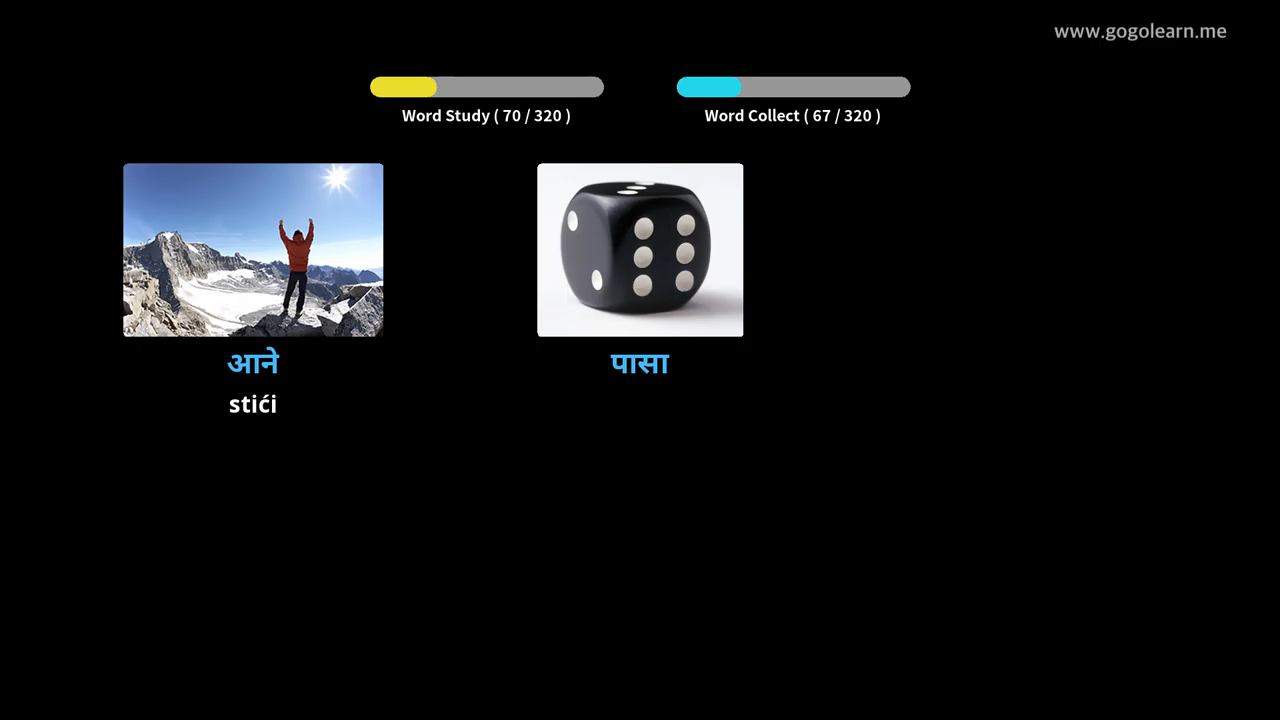 www.gogolearn.me
Word Study ( 70 / 320 )
Word Collect ( 67 / 320 )
आने
stići
पासा